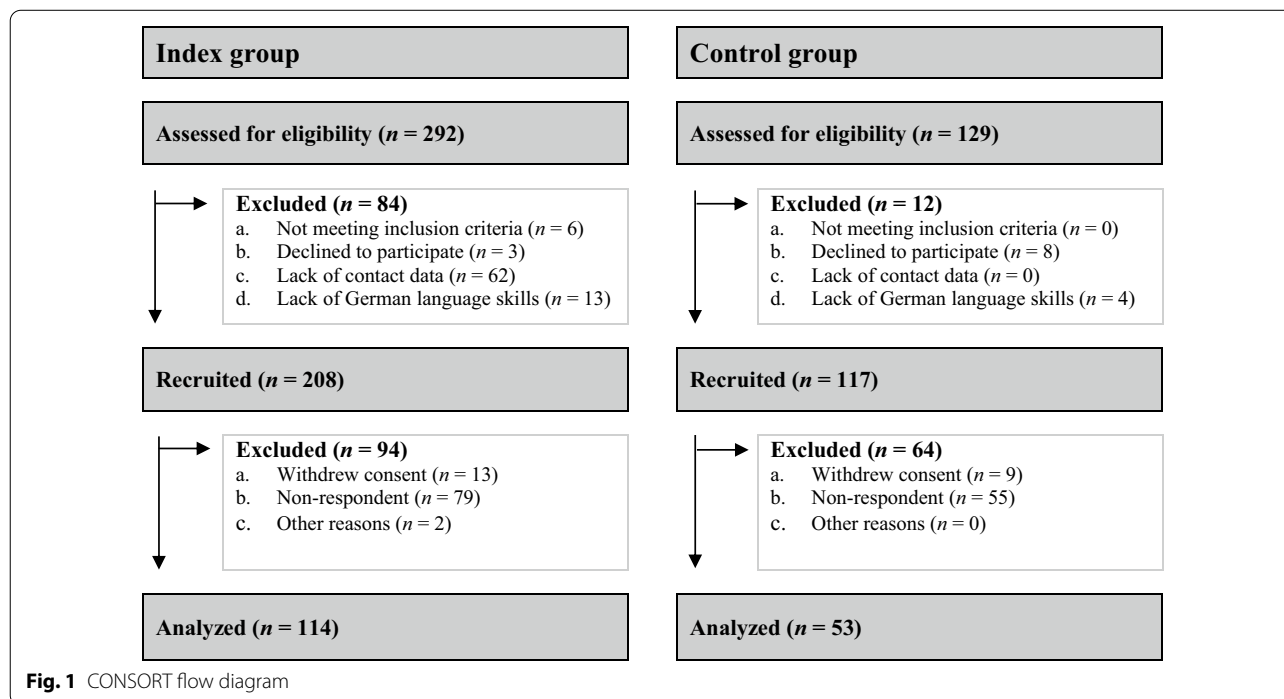 Index group
Assessed for eligibility (n = 292)
Excluded (n = 84)
a. Not meeting inclusion criteria (n = 6)
b. Declined to participate (n = 3)
c. Lack of contact data (n = 62)
d. Lack of German language skills (n = 13)
Recruited (n = 208)
Excluded (n = 94)
a. Withdrew consent (n = 13)
b. Non-respondent (n = 79)
c. Other reasons (n = 2)
Analyzed (n = 114)
Control group
Assessed for eligibility (n = 129)
Excluded (n = 12)
a. Not meeting inclusion criteria (n = 0)
b. Declined to participate (n = 8)
c. Lack of contact data (n = 0)
d. Lack of German language skills (n = 4)
Recruited (n = 117)
Excluded (n = 64)
a. Withdrew consent (n = 9)
b. Non-respondent (n = 55)
c. Other reasons (n = 0)
Analyzed (n = 53)
Fig. 1 CONSORT flow diagram